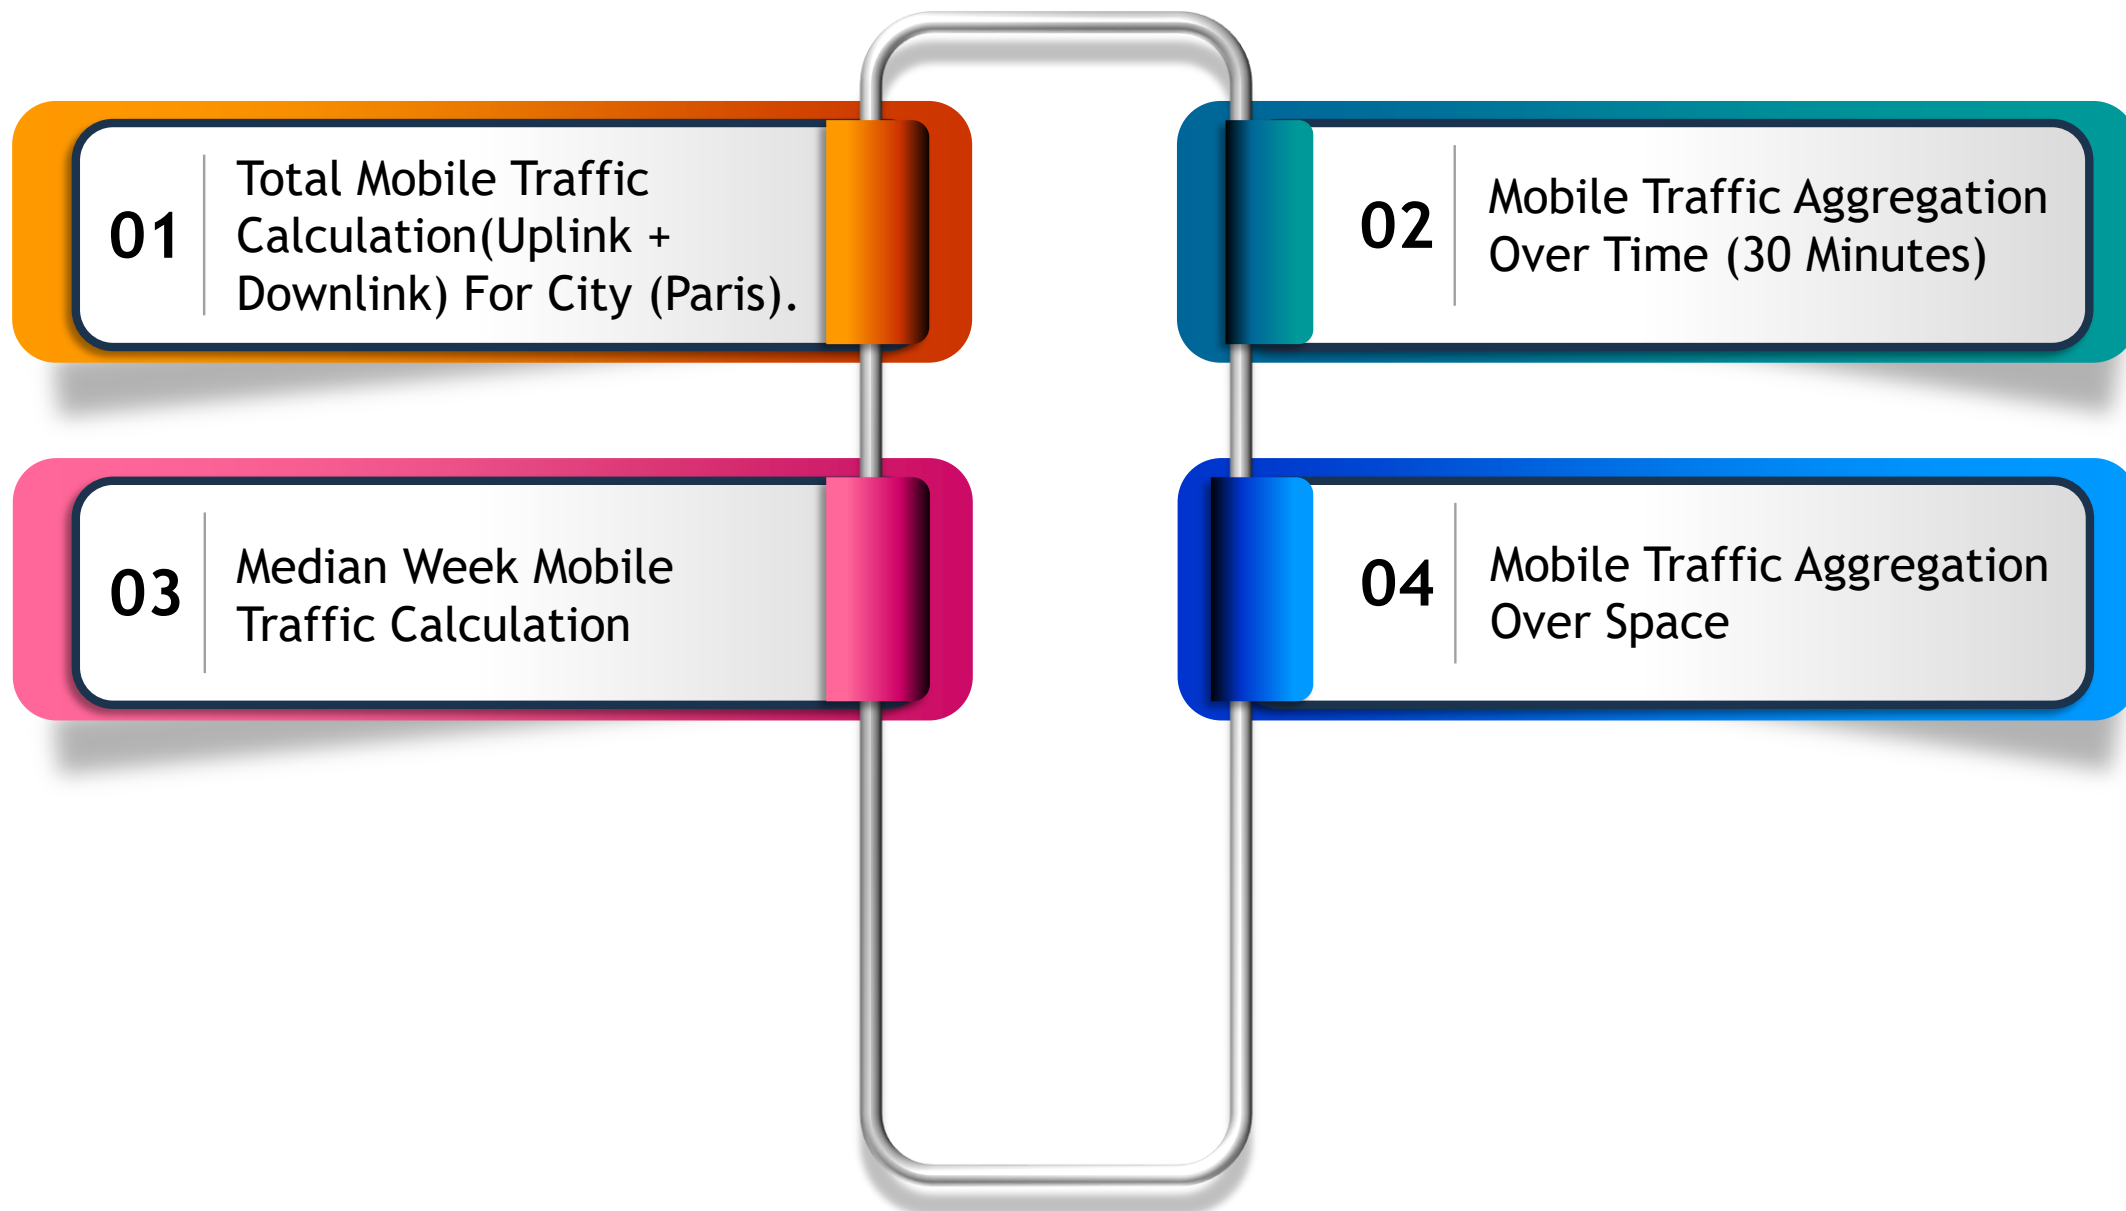 01
Total Mobile Traffic
Calculation(Uplink +
Downlink) For City (Paris).
02
Mobile Traffic Aggregation
Over Time (30 Minutes)
03
Median Week Mobile
Traffic Calculation
04
Mobile Traffic Aggregation
Over Space